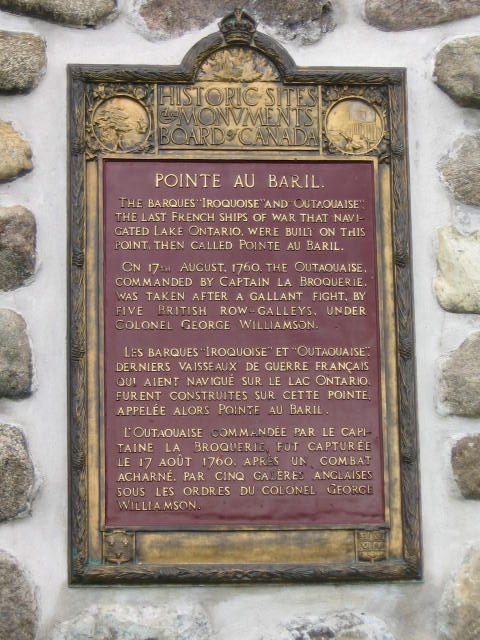 HISTORIC SITES
AND MONVMENTS
BOARD OF CANADA
POINTE AU BARIL.
THE BARQUES "IROQUOISE" AND "OUTAOUAISE",
THE LAST FRENCH SHIPS OF WAR THAT NAVI-
GATED LAKE ONTARIO, WERE BUILT ON THIS
POINT, THEN CALLED POINTE AU BARIL.
ON 17TH AUGUST, 1760, THE OUTAOUAISE,
COMMANDED BY CAPTAIN LA BROQUERIE,
WAS TAKEN AFTER A GALLANT FIGHT, BY
FIVE BRITISH ROW-GALLEYS, UNDER
COLONEL GEORGE WILLIAMSON.
LES BARQUES "IROQUOISE" ET "OUTAOUAISE",
DERNIERS VAISSEAUX DE GUERRE FRANÇAIS
QUI AIENT NAVIGUÉ SUR LE LAC ONTARIO,
FURENT CONSTRUITES SUR CETTE POINTE,
APPELÉE ALORS POINTE AU BARIL.
L'OUTAOUAISE COMMANDÉE PAR LE CAPI-
TAINE LA BROQUERIE, FUT CAPTURÉE
LE 17 AOÛT 1760, APRÈS UN COMBAT
ACHARNÉ, PAR CINQ GALÈRES ANGLAISES
SOUS LES ORDRES DU COLONEL GEORGE
WILLIAMSON.